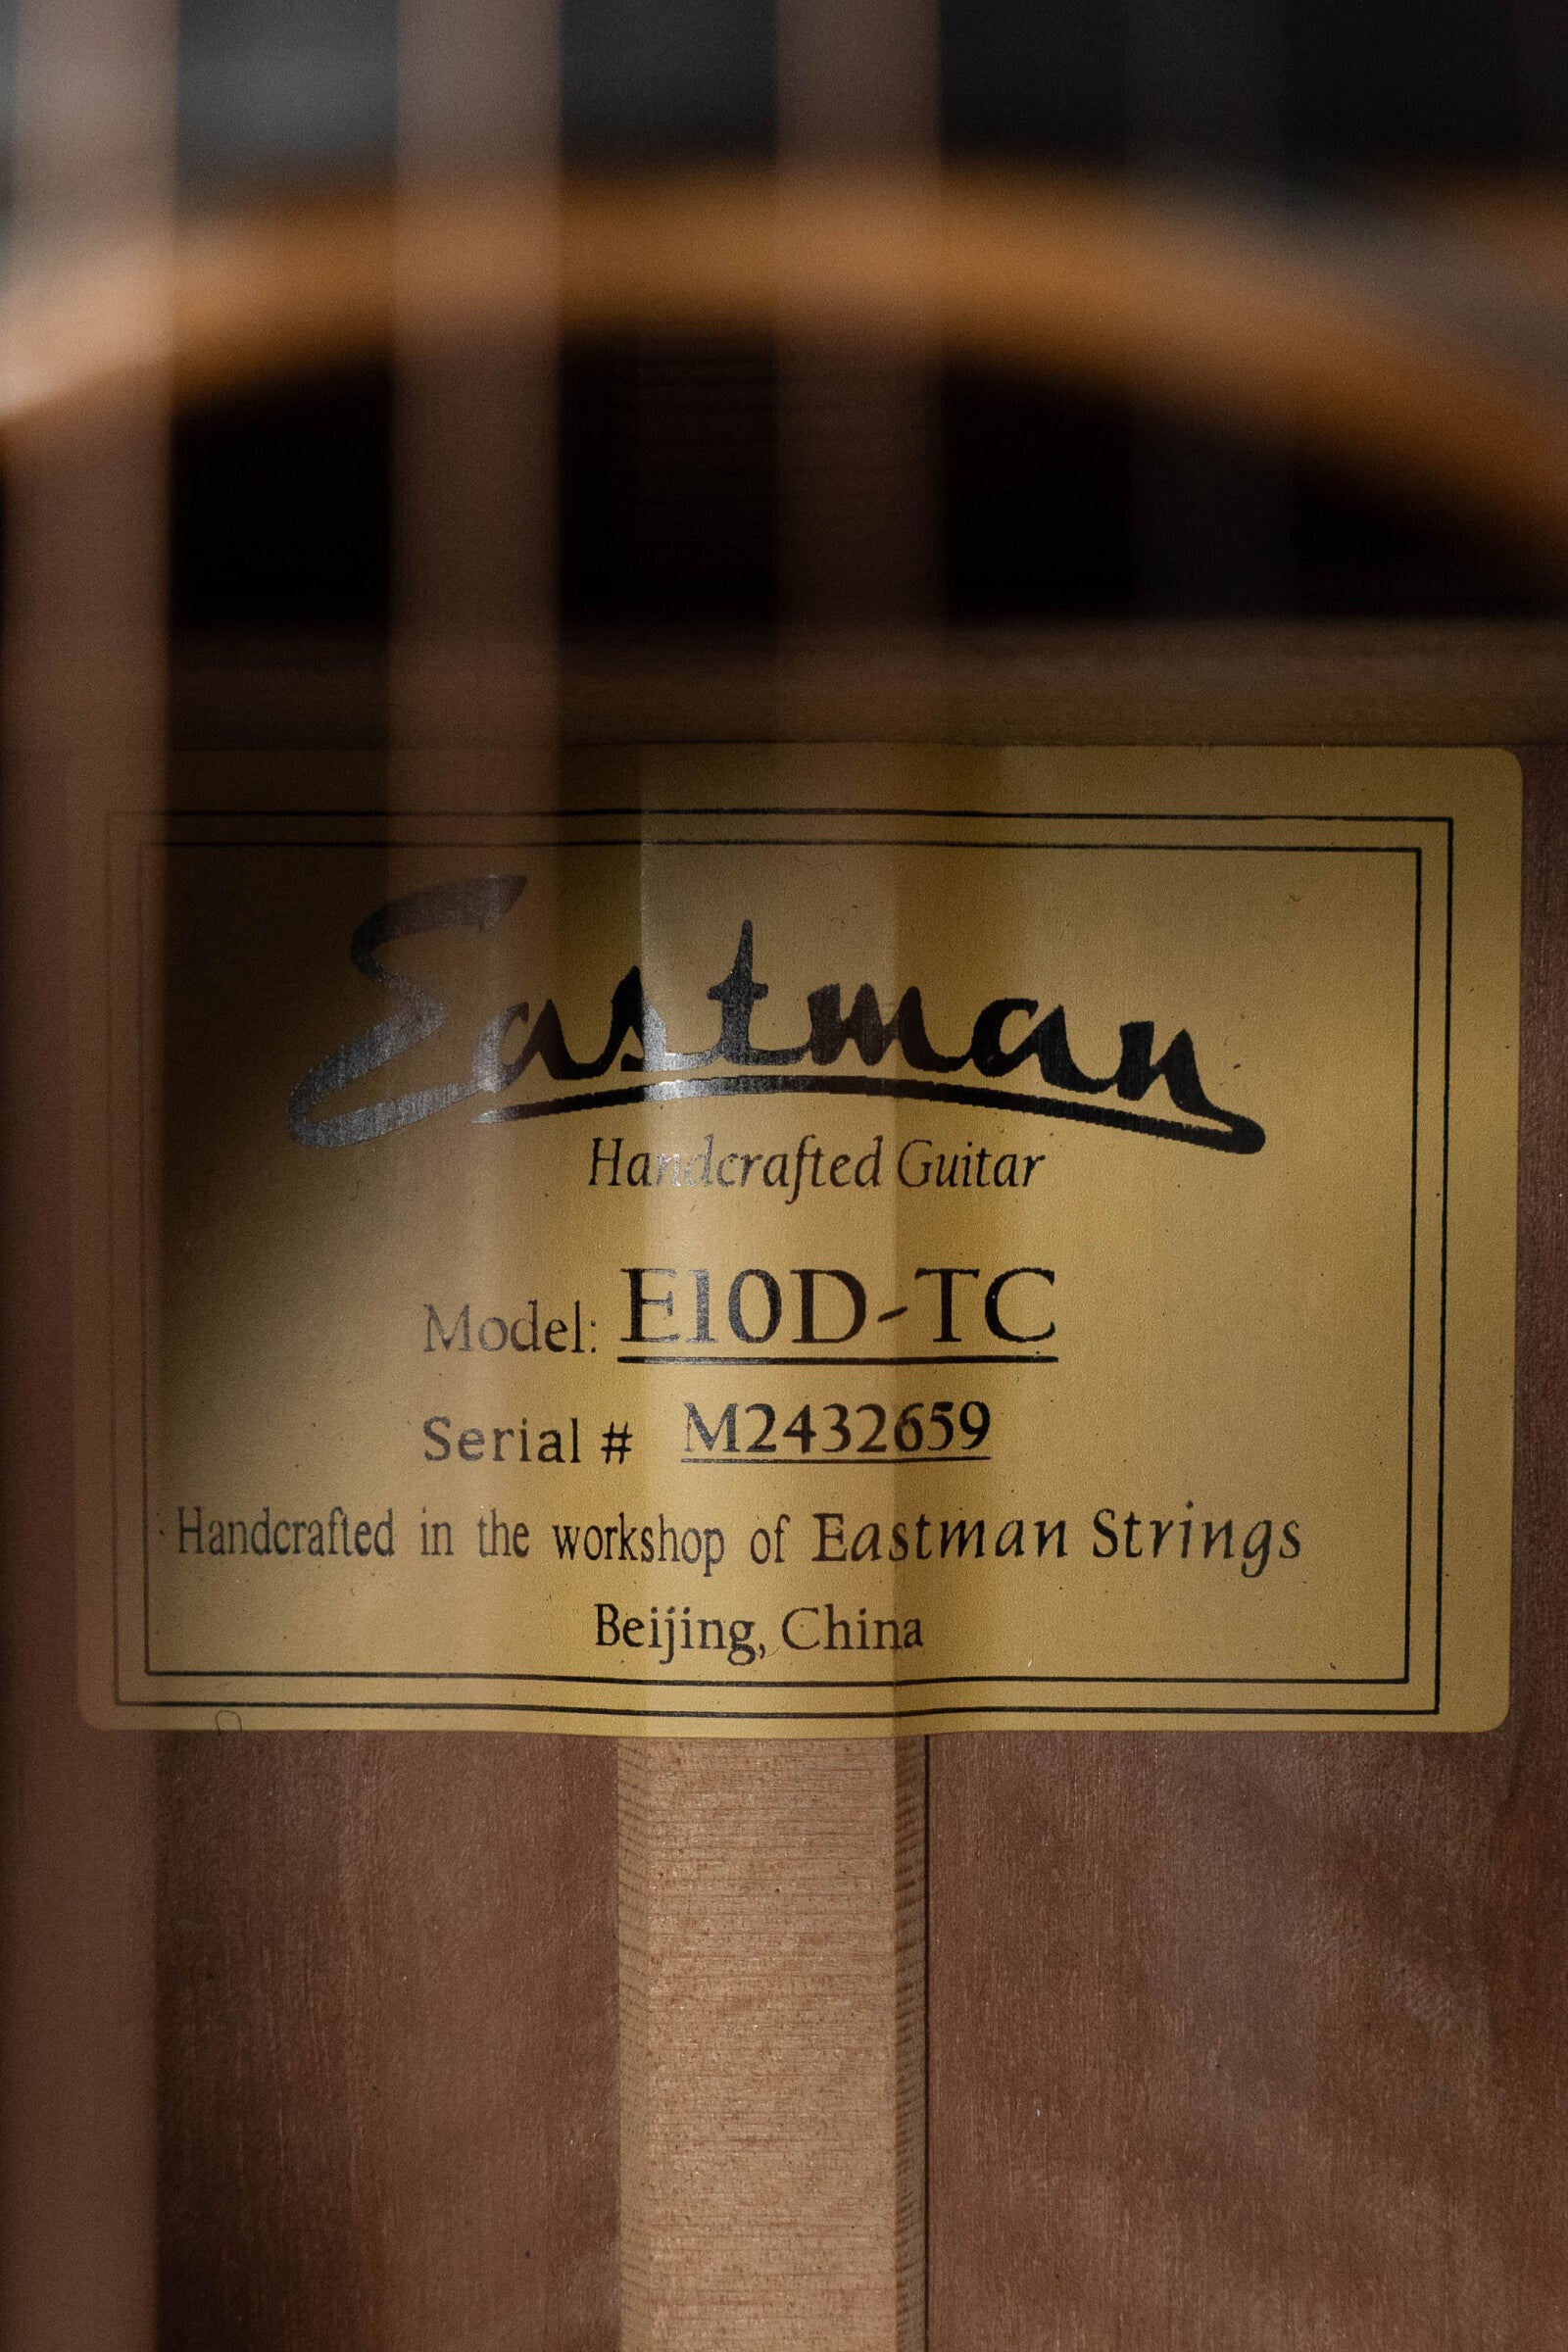 Eastman
Handcrafted Guitar
Model: E10D-TC
Serial # M2432659
Handcrafted in the workshop of Eastman Strings
Beijing, China